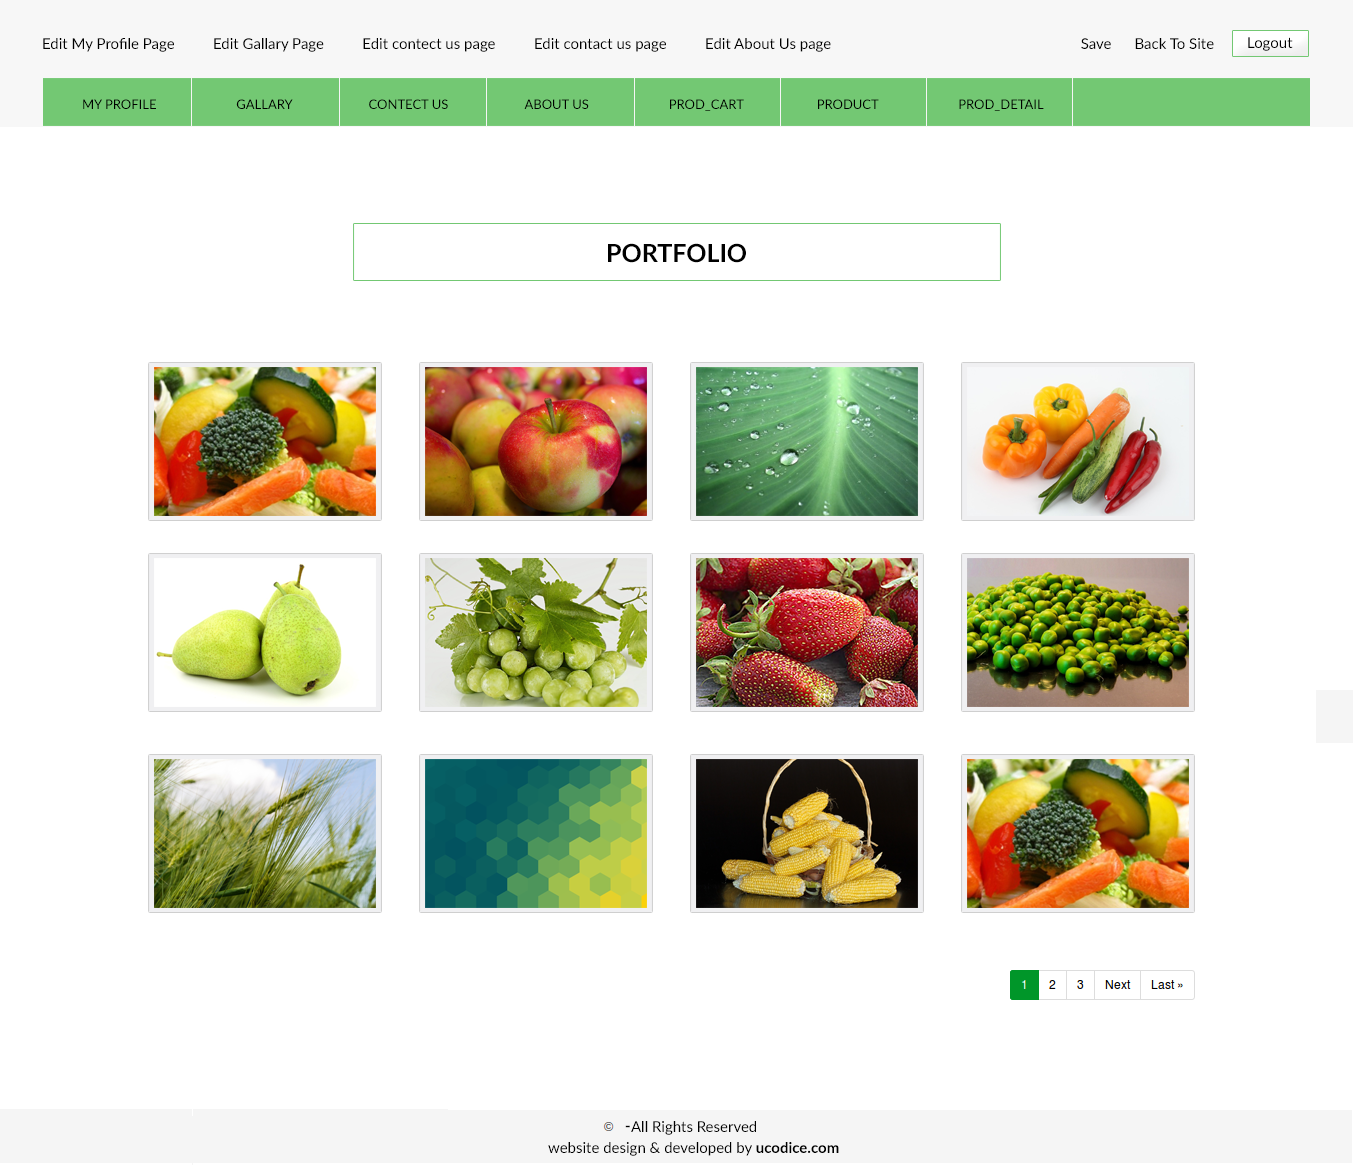 Edit My Profile Page Edit Gallary Page Edit contect us page Edit contact us page Edit About Us page Save Back To Site Logout
MY PROFILE GALLARY CONTECT US ABOUT US PROD_CART PRODUCT PROD_DETAIL
PORTFOLIO
1 2 3 Next Last »
© -All Rights Reserved
website design & developed by ucodice.com